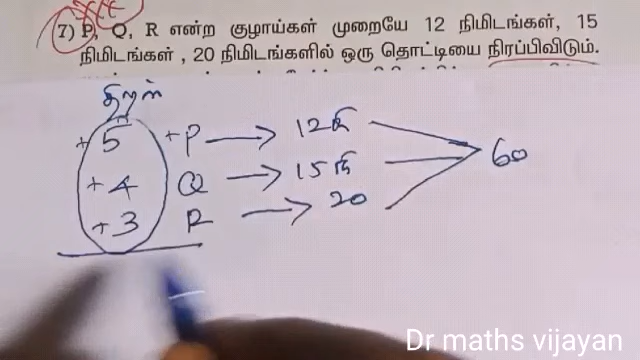 7) P, Q, R என்ற குழாய்கள் முறையே 12 நிமிடங்கள், 15
நிமிடங்கள் , 20 நிமிடங்களில் ஒரு தொட்டியை நிரப்பிவிடும்.
திறன்
+5 +P → 12நி
+4 Q → 15நி 60
+3 R → 20
Dr maths vijayan